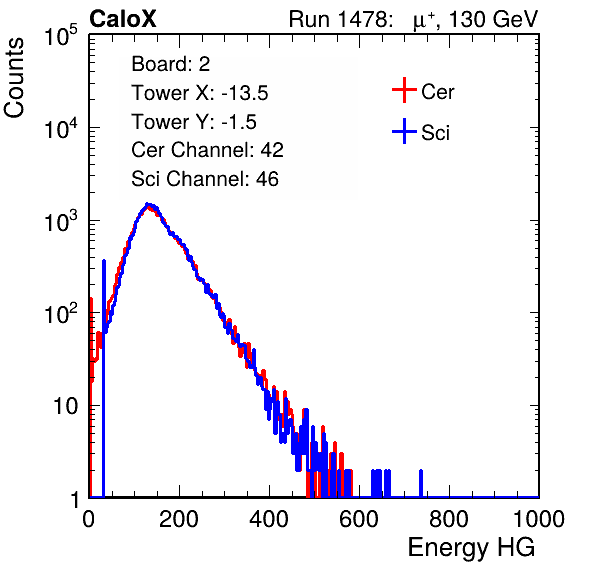 CaloX Run 1478: μ⁺, 130 GeV
Counts
10⁵
10⁴
10³
10²
10
1
Board: 2
Tower X: -13.5
Tower Y: -1.5
Cer Channel: 42
Sci Channel: 46
Cer
Sci
0 200 400 600 800 1000
Energy HG